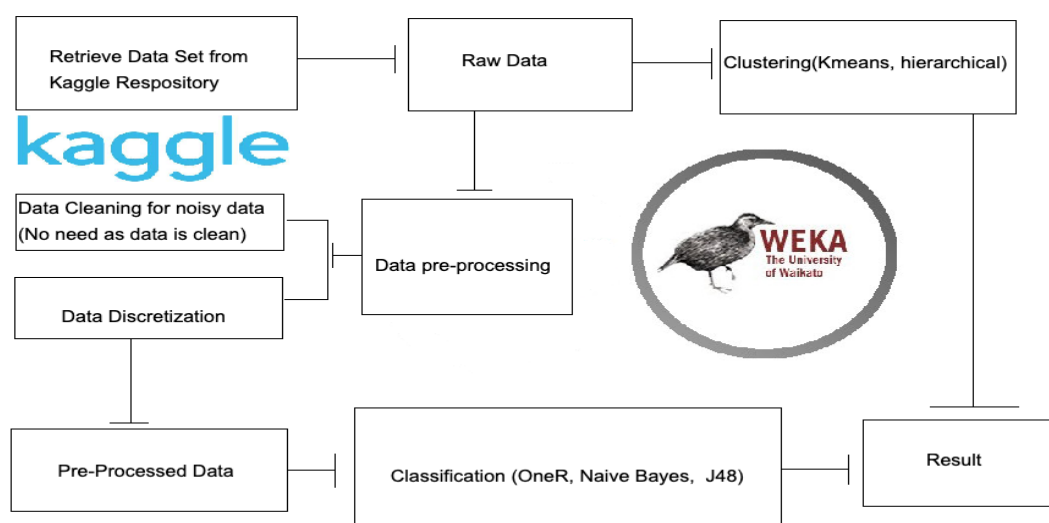 Retrieve Data Set from
Kaggle Respository
Raw Data
Clustering(Kmeans, hierarchical)
kaggle
Data Cleaning for noisy data
(No need as data is clean)
Data pre-processing
WEKA
The University
of Waikato
Data Discretization
Pre-Processed Data
Classification (OneR, Naive Bayes, J48)
Result